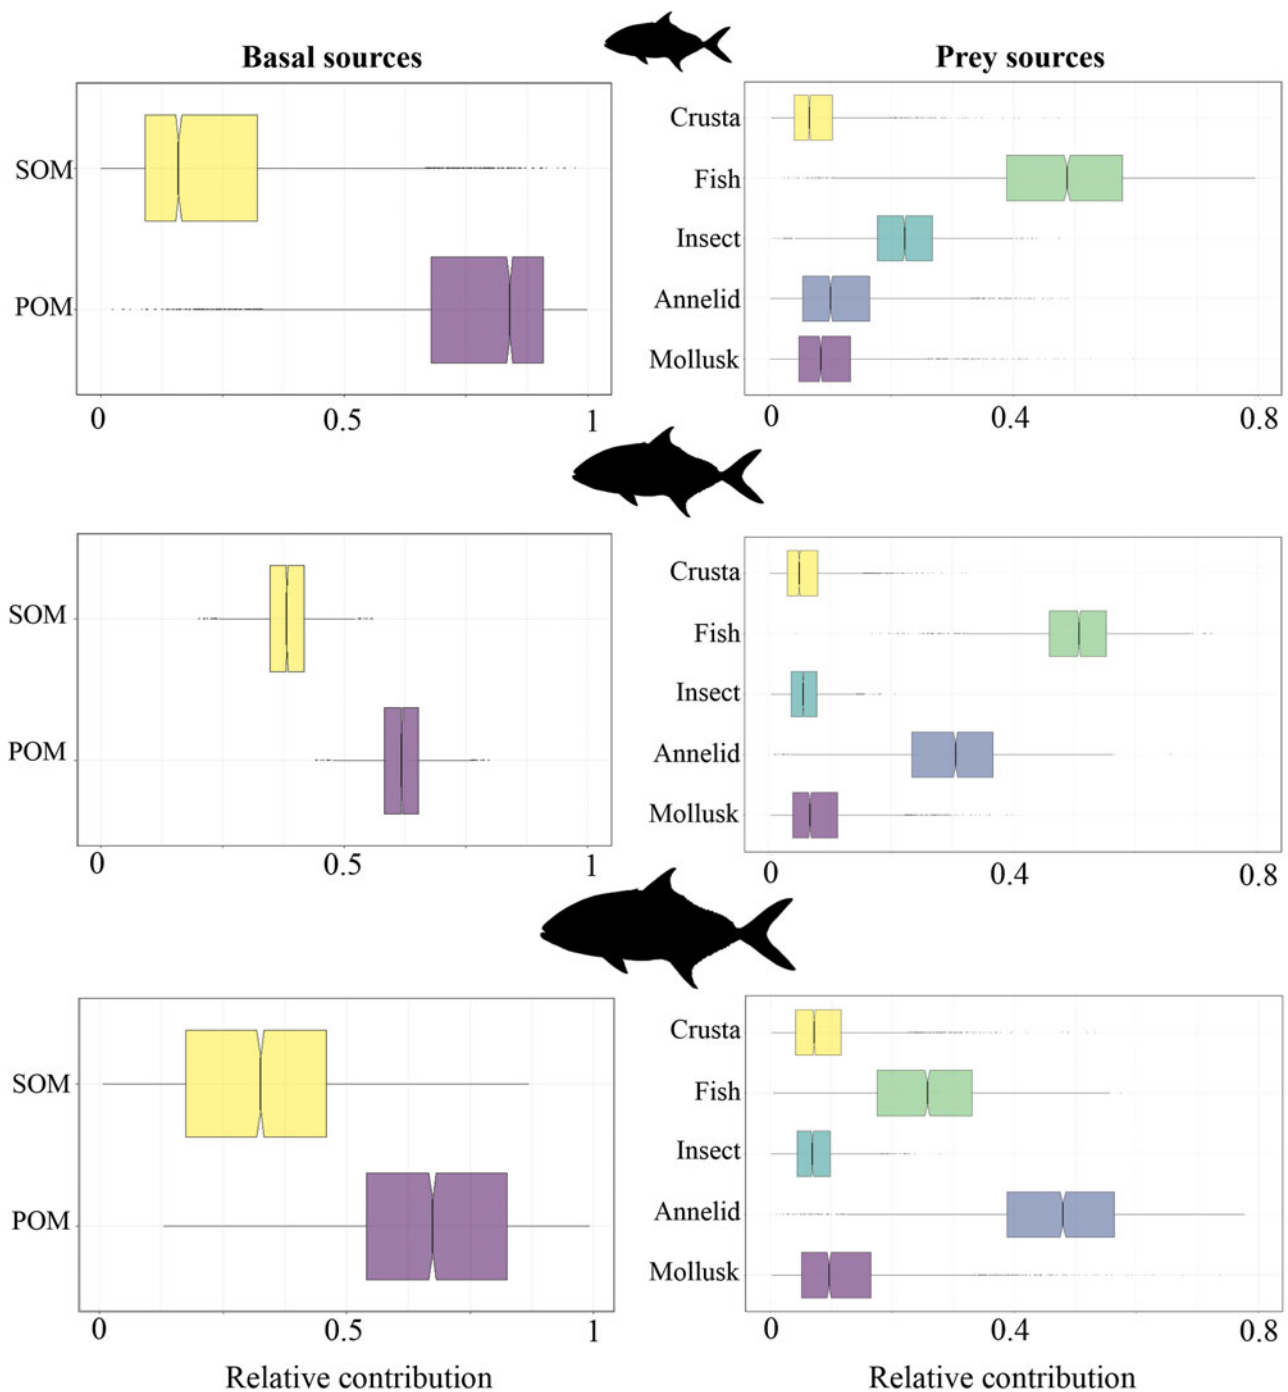 Basal sources
Prey sources
SOM
POM
0 0.5 1
Crusta
Fish
Insect
Annelid
Mollusk
0 0.4 0.8
SOM
POM
0 0.5 1
Crusta
Fish
Insect
Annelid
Mollusk
0 0.4 0.8
SOM
POM
0 0.5 1
Relative contribution
Crusta
Fish
Insect
Annelid
Mollusk
0 0.4 0.8
Relative contribution